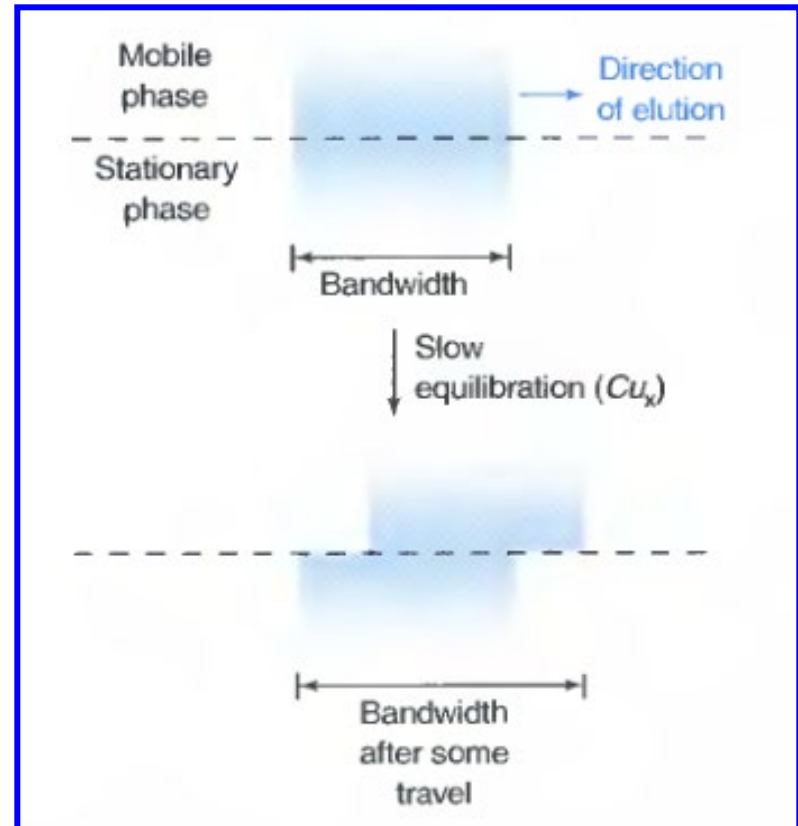 Mobile
phase
Direction
of elution
Stationary
phase
Bandwidth
Slow
equilibration (Cuₓ)
Bandwidth
after some
travel